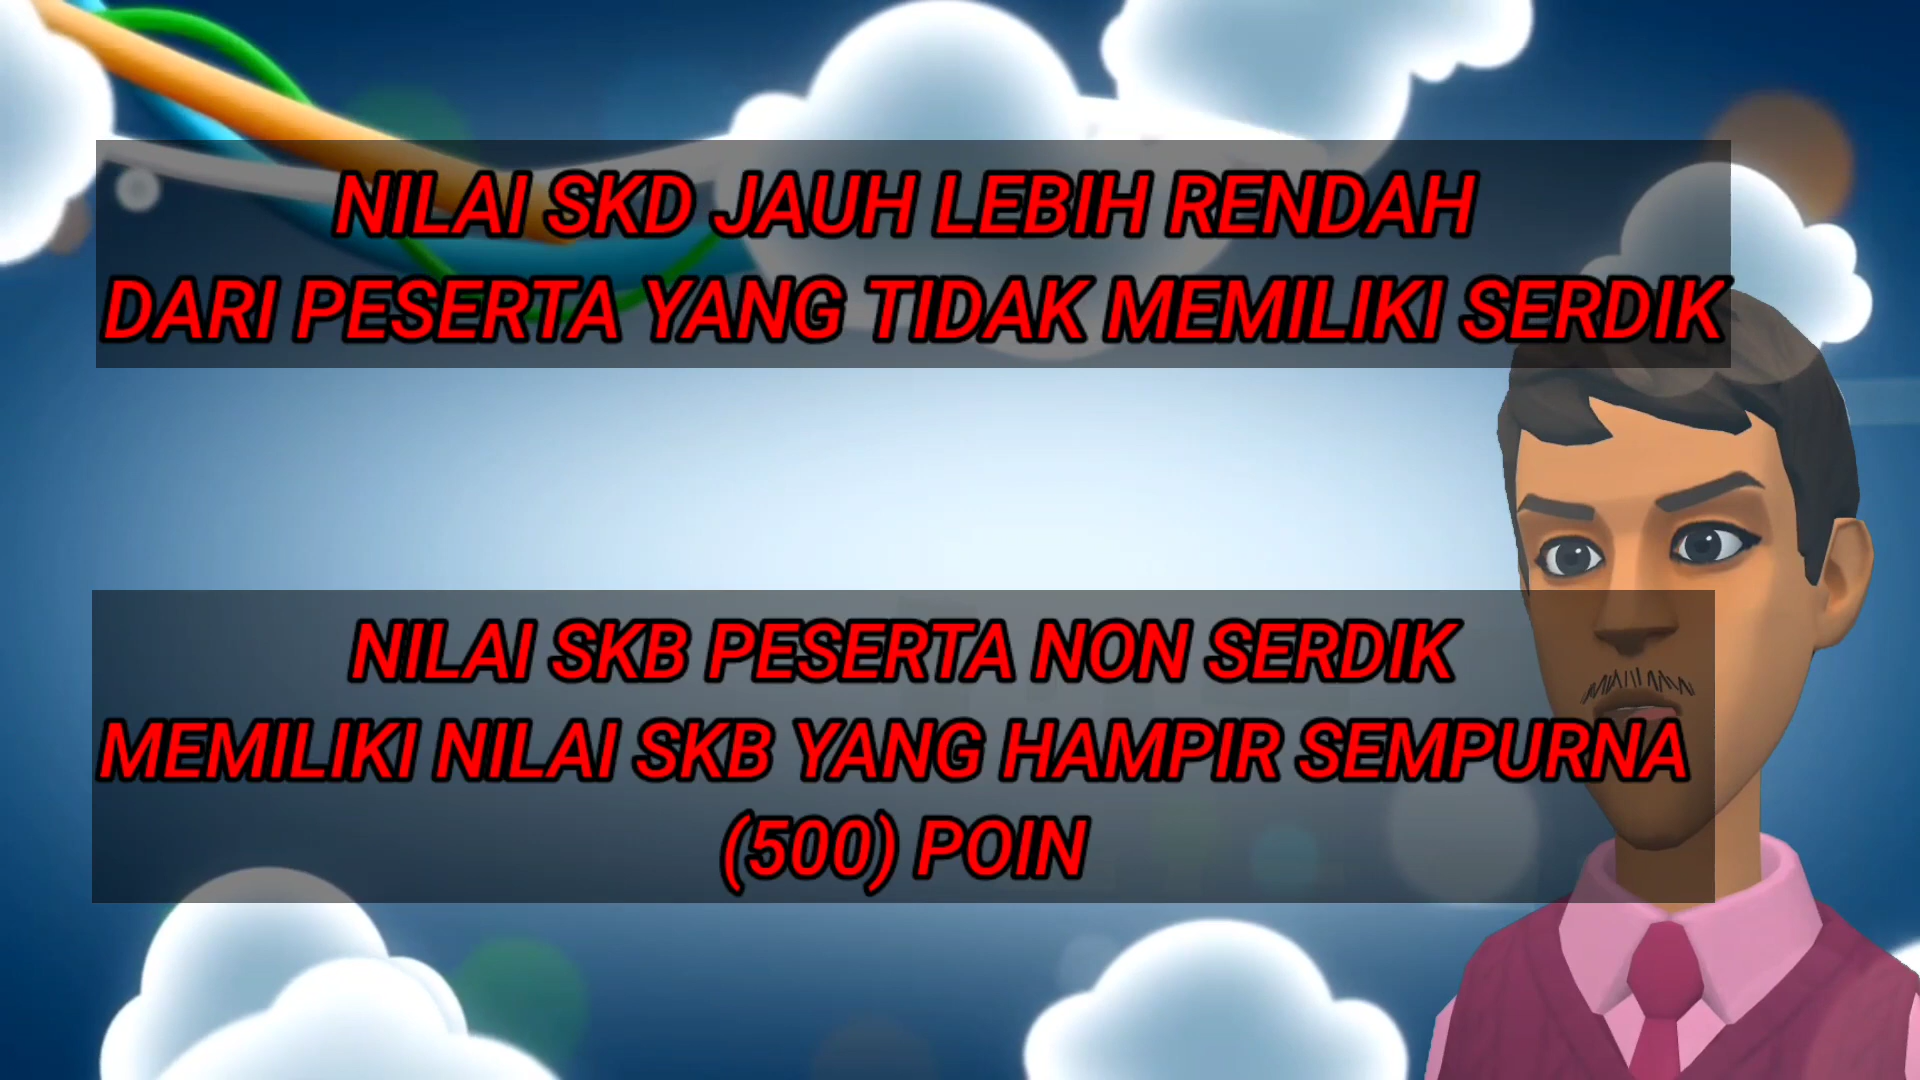 NILAI SKD JAUH LEBIH RENDAH
DARI PESERTA YANG TIDAK MEMILIKI SERDIK
NILAI SKB PESERTA NON SERDIK
MEMILIKI NILAI SKB YANG HAMPIR SEMPURNA
(500) POIN